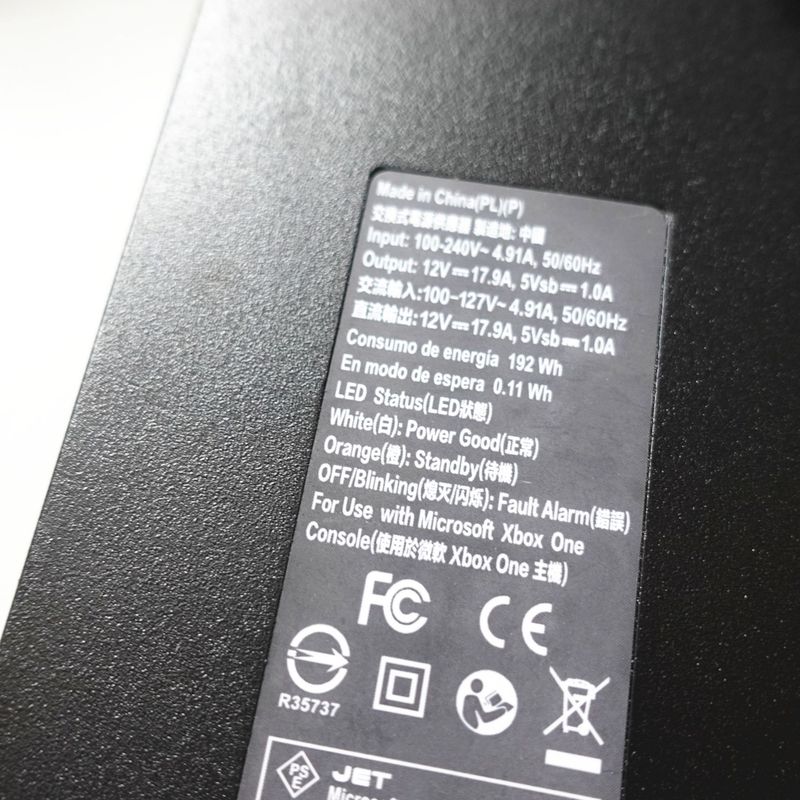 Made in China(PL)(P)
交換式電源供應器 製造地: 中國
Input: 100-240V~ 4.91A, 50/60Hz
Output: 12V⎓17.9A, 5Vsb⎓1.0A
交流輸入:100-127V~ 4.91A, 50/60Hz
直流輸出:12V⎓17.9A, 5Vsb⎓1.0A
Consumo de energía 192 Wh
En modo de espera 0.11 Wh
LED Status(LED狀態)
White(白): Power Good(正常)
Orange(橙): Standby(待機)
OFF/Blinking(熄灭/闪烁): Fault Alarm(錯誤)
For Use with Microsoft Xbox One
Console(使用於微軟 Xbox One 主機)
FC
CE
R35737
PSE
JET